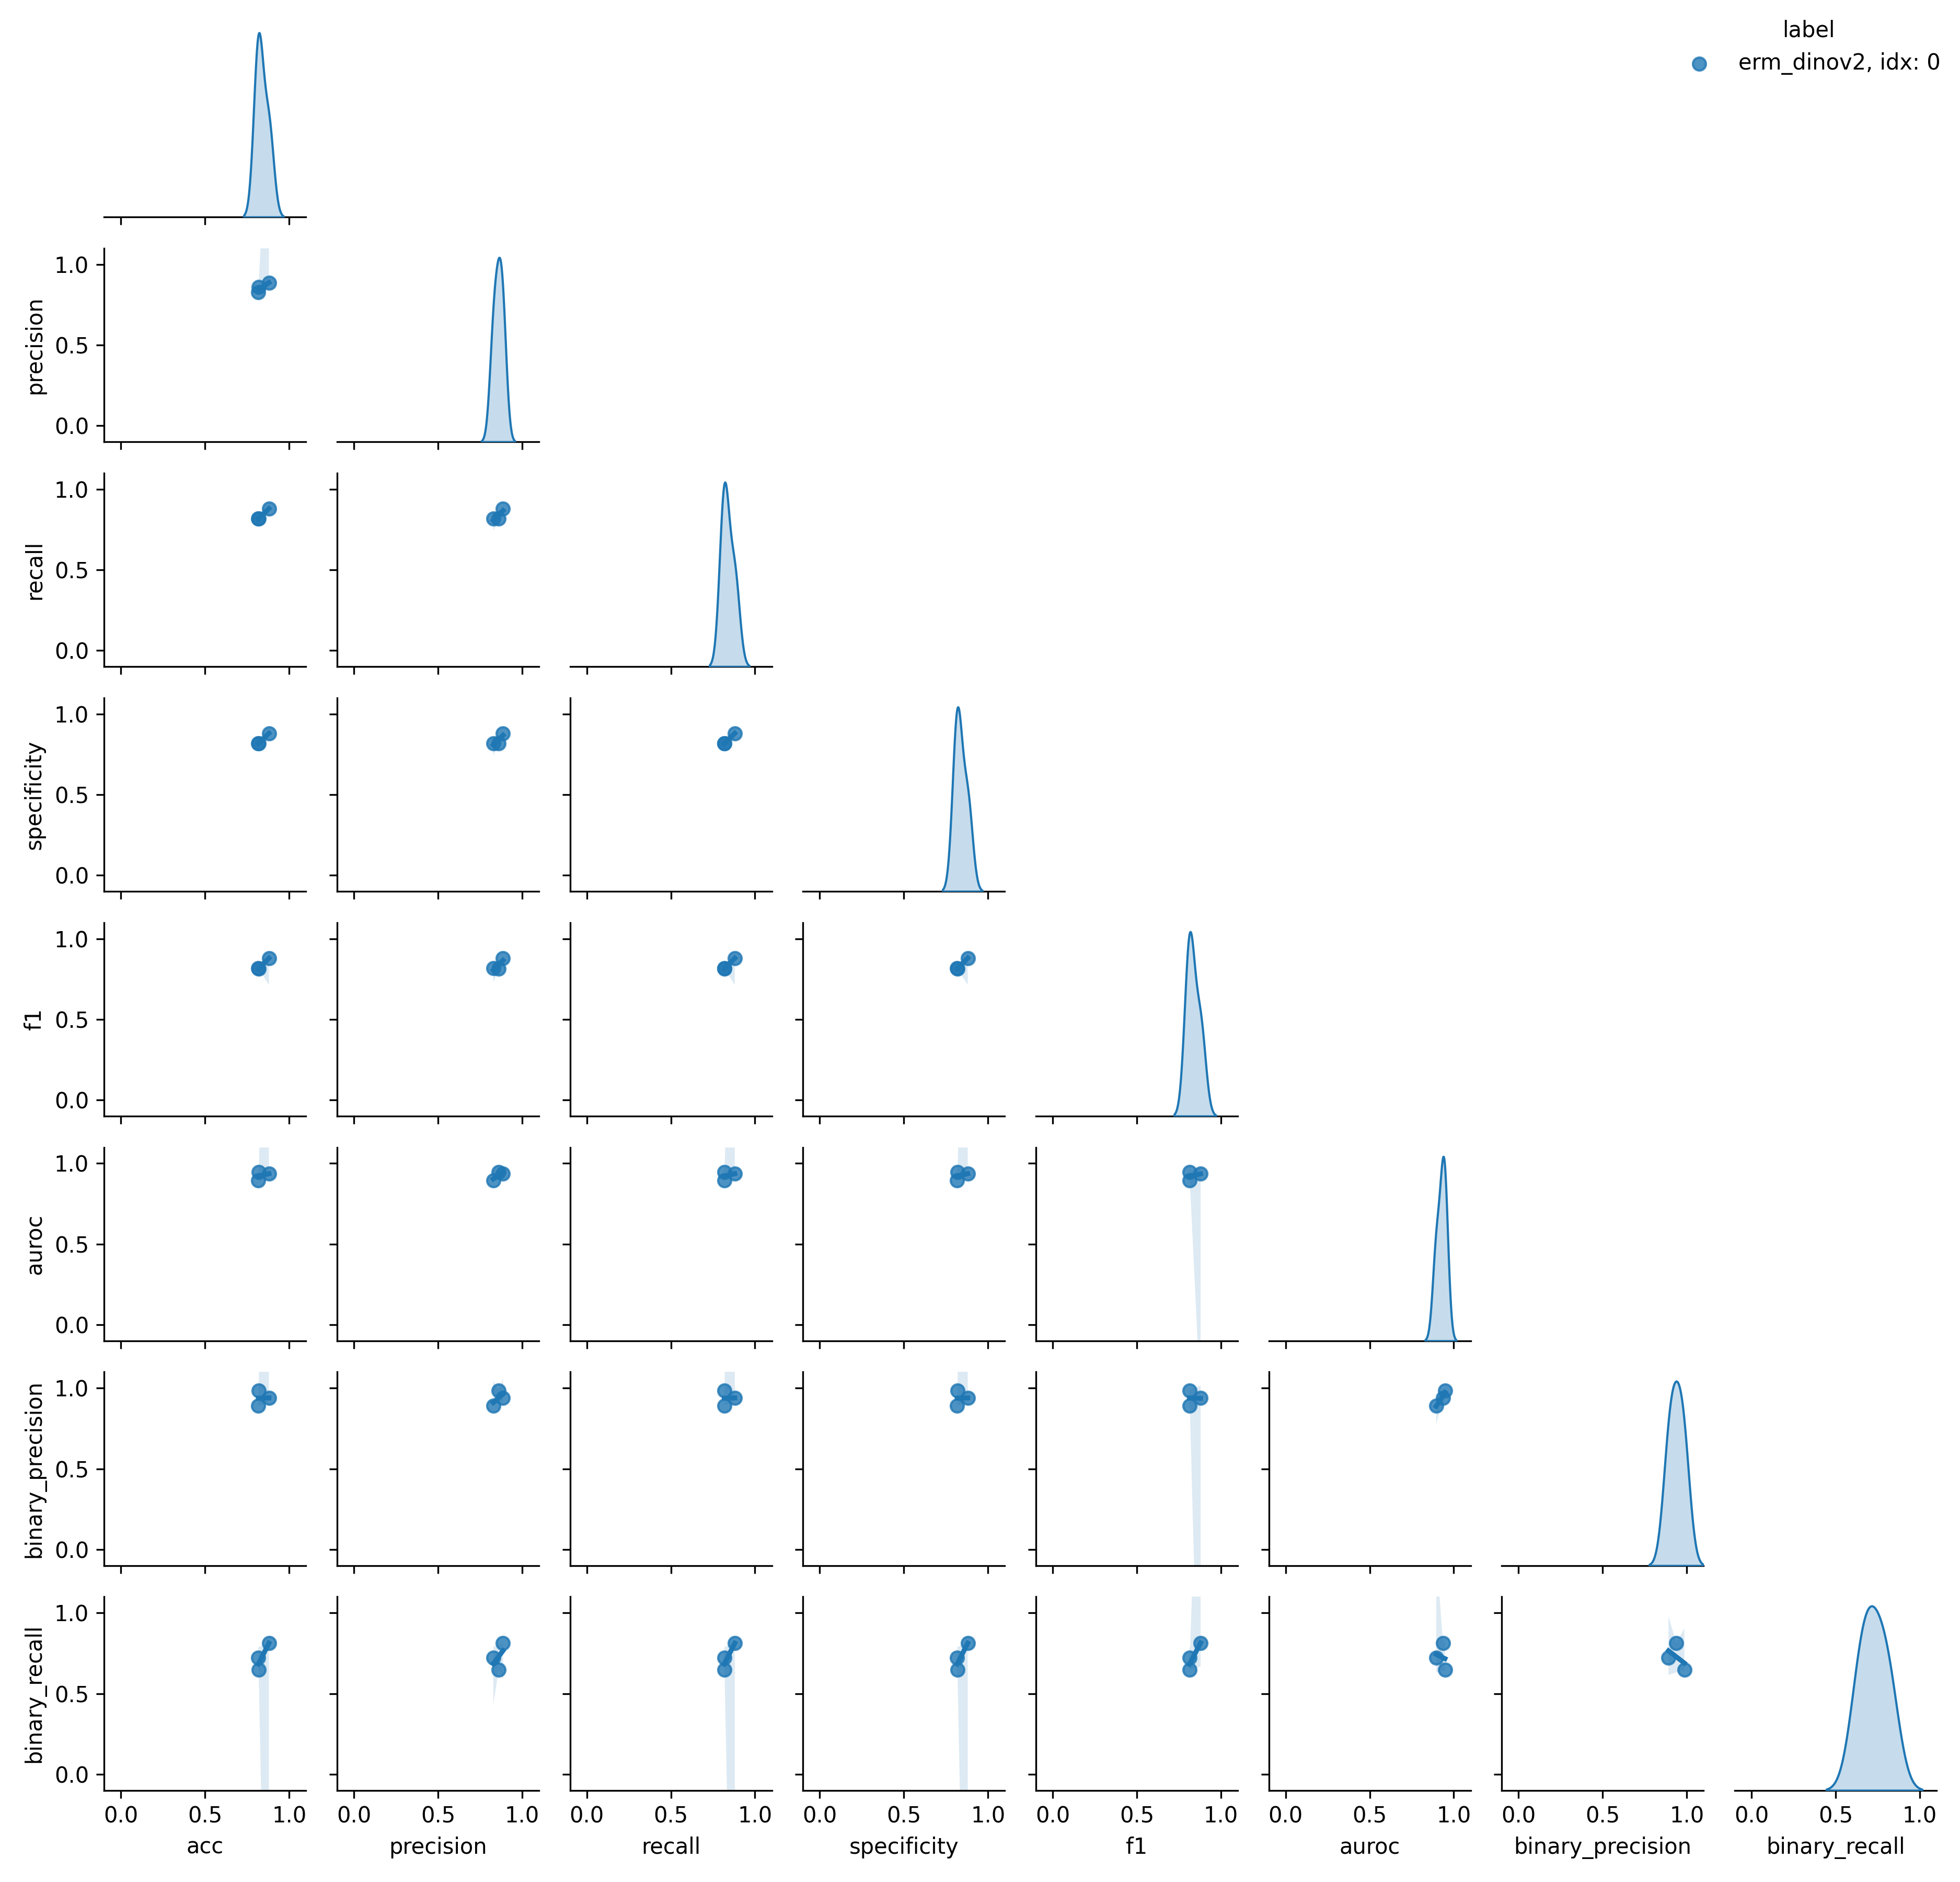 label
erm_dinov2, idx: 0
1.0
precision
0.5
0.0
1.0
recall
0.5
0.0
1.0
specificity
0.5
0.0
1.0
f1
0.5
0.0
1.0
auroc
0.5
0.0
1.0
binary_precision
0.5
0.0
1.0
binary_recall
0.5
0.0
0.0 0.5 1.0 0.0 0.5 1.0 0.0 0.5 1.0 0.0 0.5 1.0 0.0 0.5 1.0 0.0 0.5 1.0 0.0 0.5 1.0 0.0 0.5 1.0
acc precision recall specificity f1 auroc binary_precision binary_recall